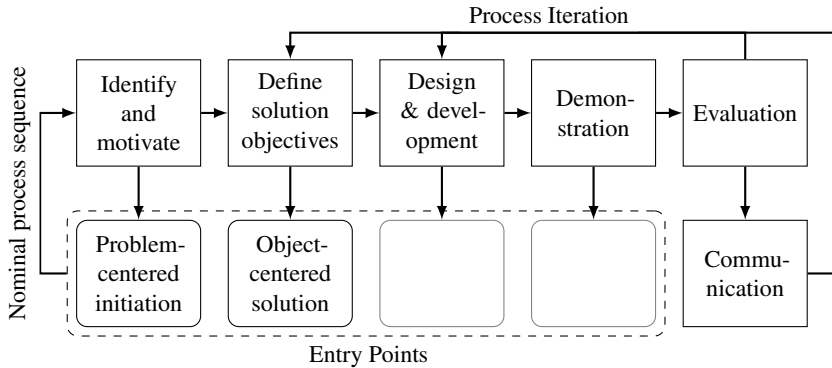 Process Iteration
Nominal process sequence
Identify
and
motivate
Define
solution
objectives
Design
& devel-
opment
Demon-
stration
Evaluation
Problem-
centered
initiation
Object-
centered
solution
Commu-
nication
Entry Points